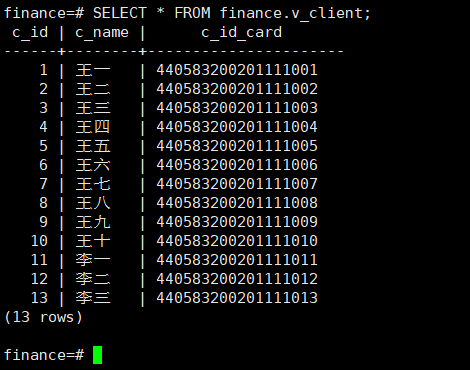 finance=# SELECT * FROM finance.v_client;
 c_id | c_name |      c_id_card
------+--------+----------------------
    1 | 王一   | 440583200201111001
    2 | 王二   | 440583200201111002
    3 | 王三   | 440583200201111003
    4 | 王四   | 440583200201111004
    5 | 王五   | 440583200201111005
    6 | 王六   | 440583200201111006
    7 | 王七   | 440583200201111007
    8 | 王八   | 440583200201111008
    9 | 王九   | 440583200201111009
   10 | 王十   | 440583200201111010
   11 | 李一   | 440583200201111011
   12 | 李二   | 440583200201111012
   13 | 李三   | 440583200201111013
(13 rows)
finance=#